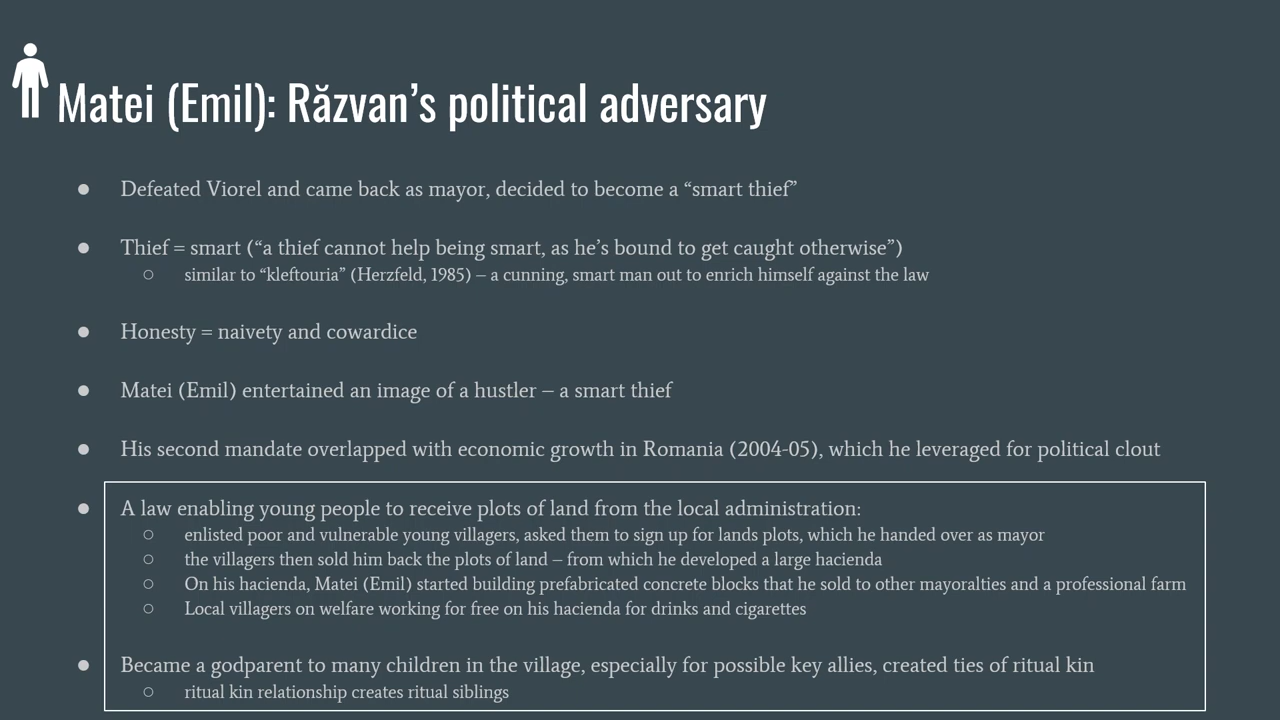 Matei (Emil): Răzvan’s political adversary
● Defeated Viorel and came back as mayor, decided to become a “smart thief”
● Thief = smart (“a thief cannot help being smart, as he’s bound to get caught otherwise”)
○ similar to “kleftouria” (Herzfeld, 1985) – a cunning, smart man out to enrich himself against the law
● Honesty = naivety and cowardice
● Matei (Emil) entertained an image of a hustler – a smart thief
● His second mandate overlapped with economic growth in Romania (2004-05), which he leveraged for political clout
● A law enabling young people to receive plots of land from the local administration:
○ enlisted poor and vulnerable young villagers, asked them to sign up for lands plots, which he handed over as mayor
○ the villagers then sold him back the plots of land – from which he developed a large hacienda
○ On his hacienda, Matei (Emil) started building prefabricated concrete blocks that he sold to other mayoralties and a professional farm
○ Local villagers on welfare working for free on his hacienda for drinks and cigarettes
● Became a godparent to many children in the village, especially for possible key allies, created ties of ritual kin
○ ritual kin relationship creates ritual siblings